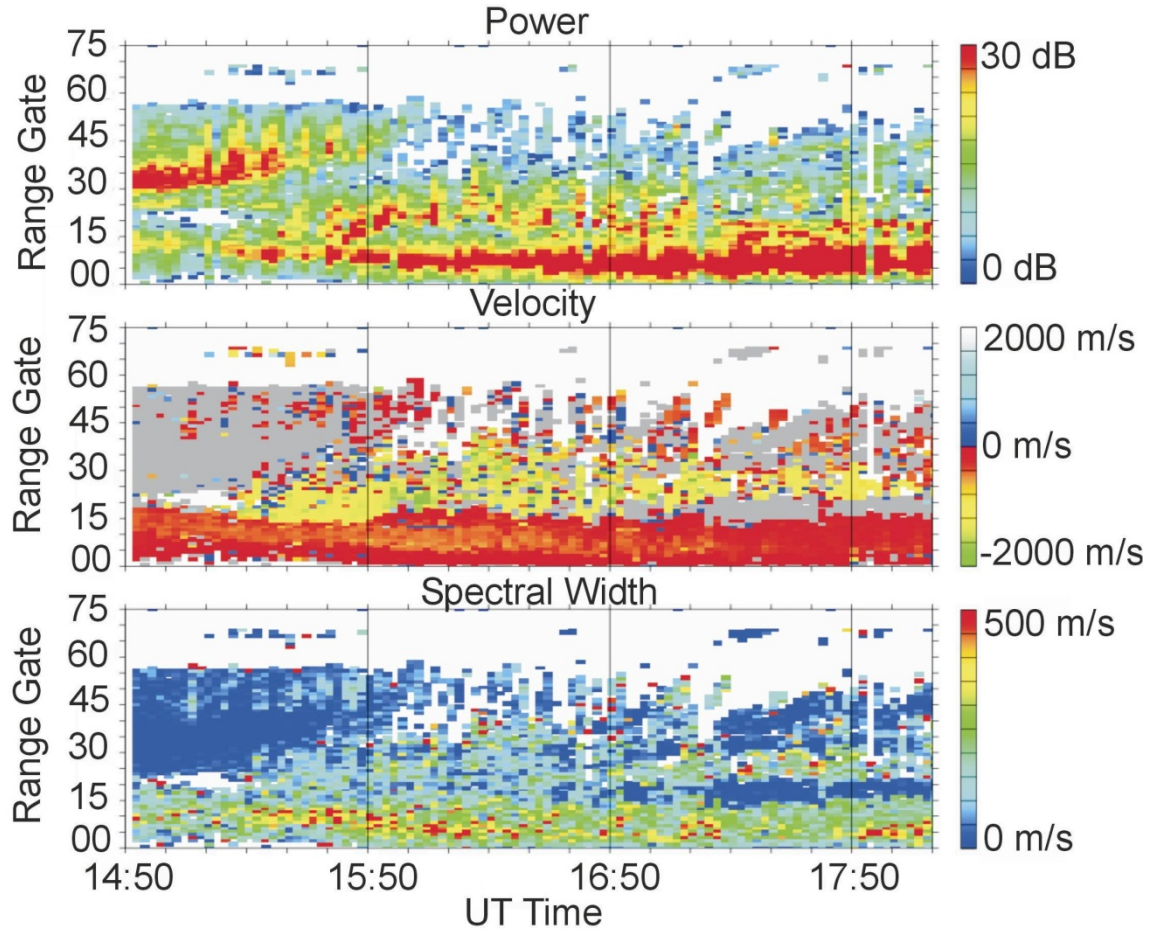 Power
75
60
45
30
15
00
Range Gate
30 dB
0 dB
Velocity
75
60
45
30
15
00
Range Gate
2000 m/s
0 m/s
-2000 m/s
Spectral Width
75
60
45
30
15
00
Range Gate
500 m/s
0 m/s
14:50 15:50 16:50 17:50
UT Time